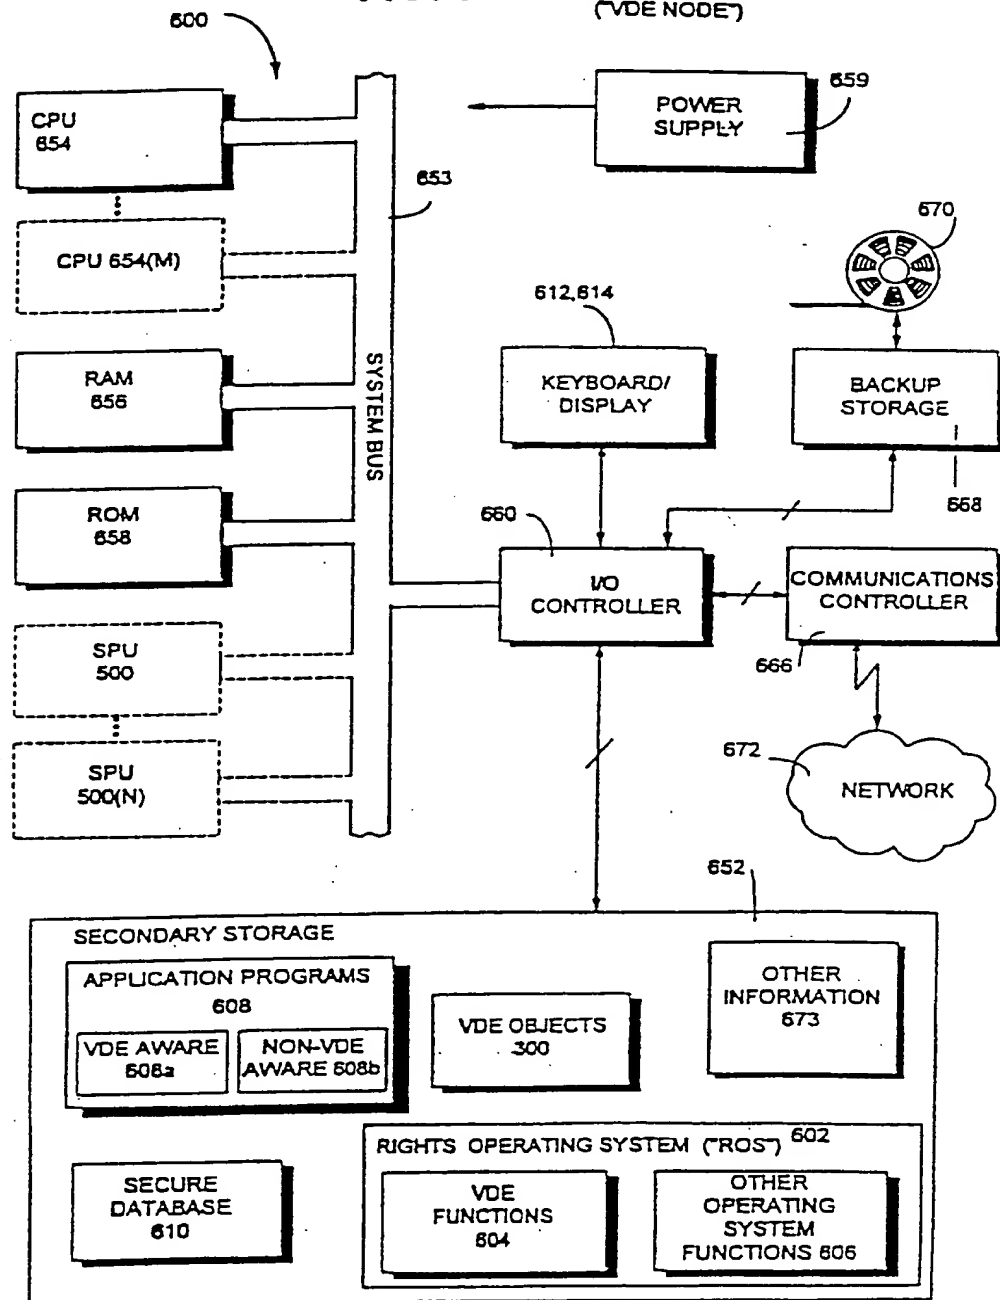 ("VDE NODE")
600
CPU
654
CPU 654(M)
RAM
656
ROM
658
SPU
500
SPU
500(N)
SYSTEM BUS
653
POWER
SUPPLY
659
670
612,614
KEYBOARD/
DISPLAY
BACKUP
STORAGE
668
660
I/O
CONTROLLER
COMMUNICATIONS
CONTROLLER
666
672
NETWORK
652
SECONDARY STORAGE
APPLICATION PROGRAMS
608
VDE AWARE
608a
NON-VDE
AWARE 608b
VDE OBJECTS
300
OTHER
INFORMATION
673
SECURE
DATABASE
610
RIGHTS OPERATING SYSTEM ("ROS") 602
VDE
FUNCTIONS
604
OTHER
OPERATING
SYSTEM
FUNCTIONS 606